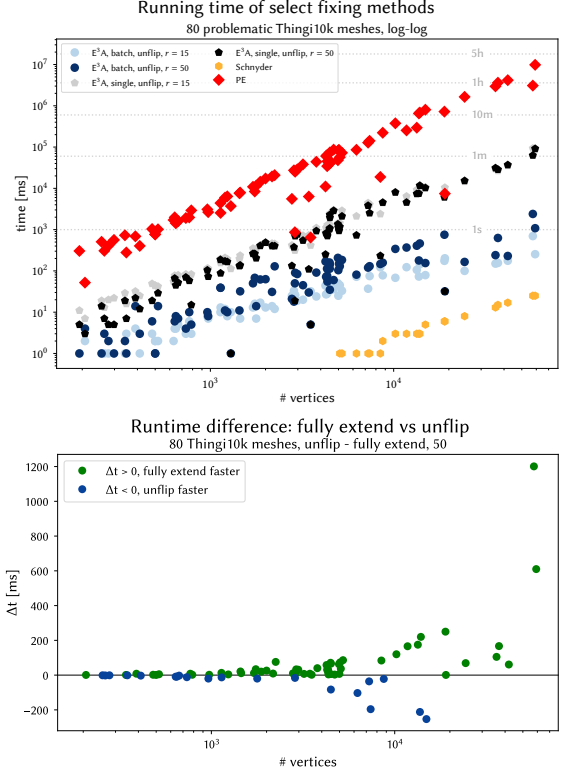 Running time of select fixing methods
80 problematic Thingi10k meshes, log-log
E³A, batch, unflip, r = 15
E³A, batch, unflip, r = 50
E³A, single, unflip, r = 15
E³A, single, unflip, r = 50
Schnyder
PE
5h
1h
10m
1m
1s
10⁷
10⁶
10⁵
10⁴
10³
10²
10¹
10⁰
time [ms]
10³ 10⁴
# vertices
Runtime difference: fully extend vs unflip
80 Thingi10k meshes, unflip - fully extend, 50
Δt > 0, fully extend faster
Δt < 0, unflip faster
1200
1000
800
600
400
200
0
−200
Δt [ms]
10³ 10⁴
# vertices